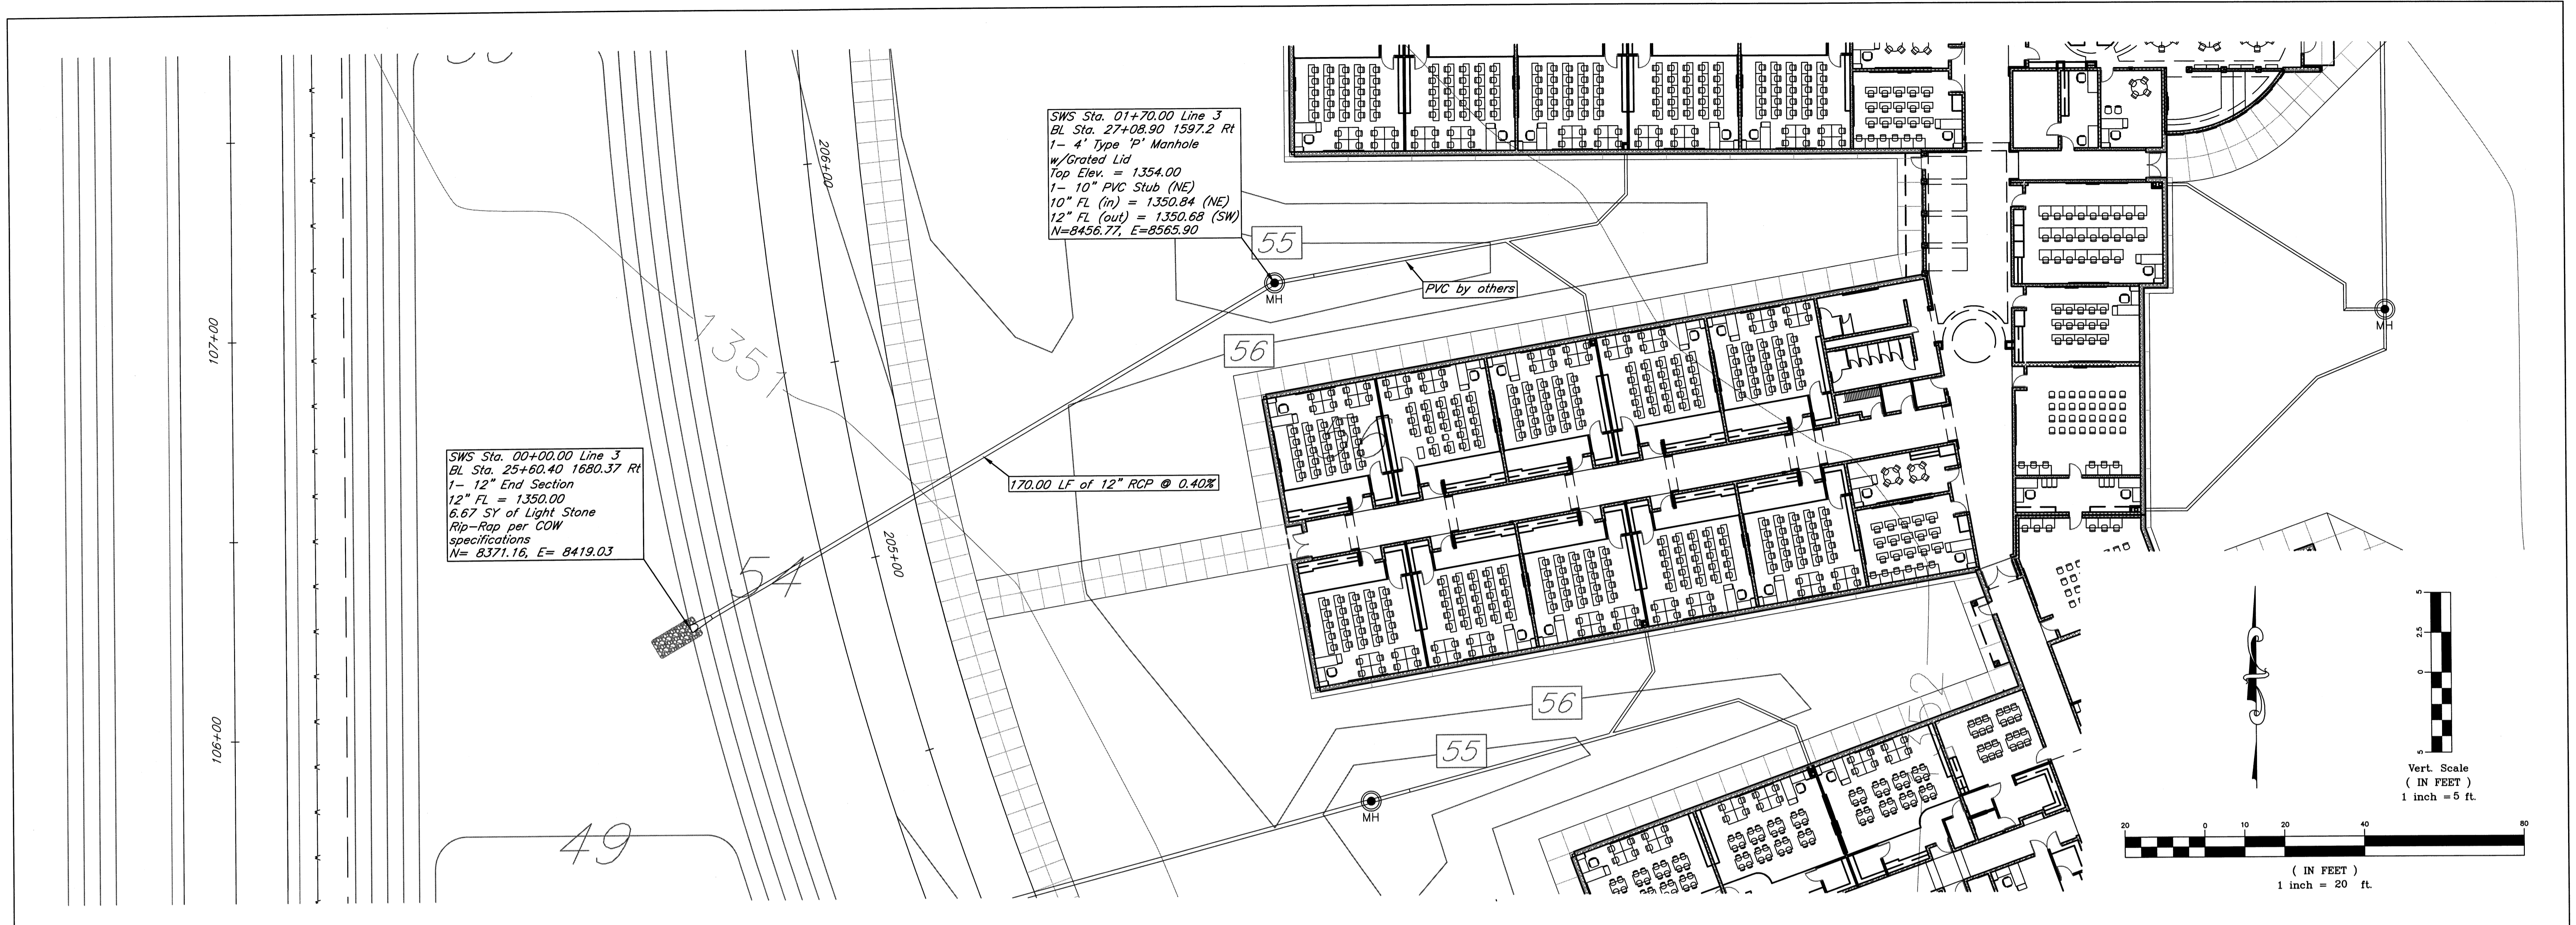 SWS Sta. 01+70.00 Line 3
BL Sta. 27+08.90 1597.2 Rt
1- 4' Type 'P' Manhole
w/Grated Lid
Top Elev. = 1354.00
1- 10" PVC Stub (NE)
10" FL (in) = 1350.84 (NE)
12" FL (out) = 1350.68 (SW)
N=8456.77, E=8565.90
206+00
55
MH
PVC by others
MH
107+00
1351
56
SWS Sta. 00+00.00 Line 3
BL Sta. 25+60.40 1680.37 Rt
1- 12" End Section
12" FL = 1350.00
6.67 SY of Light Stone
Rip-Rap per COW
specifications
N= 8371.16, E= 8419.03
170.00 LF of 12" RCP @ 0.40%
205+00
54
106+00
56
55
MH
49
5
2.5
0
5
Vert. Scale
( IN FEET )
1 inch = 5 ft.
20 0 10 20 40 80
( IN FEET )
1 inch = 20 ft.